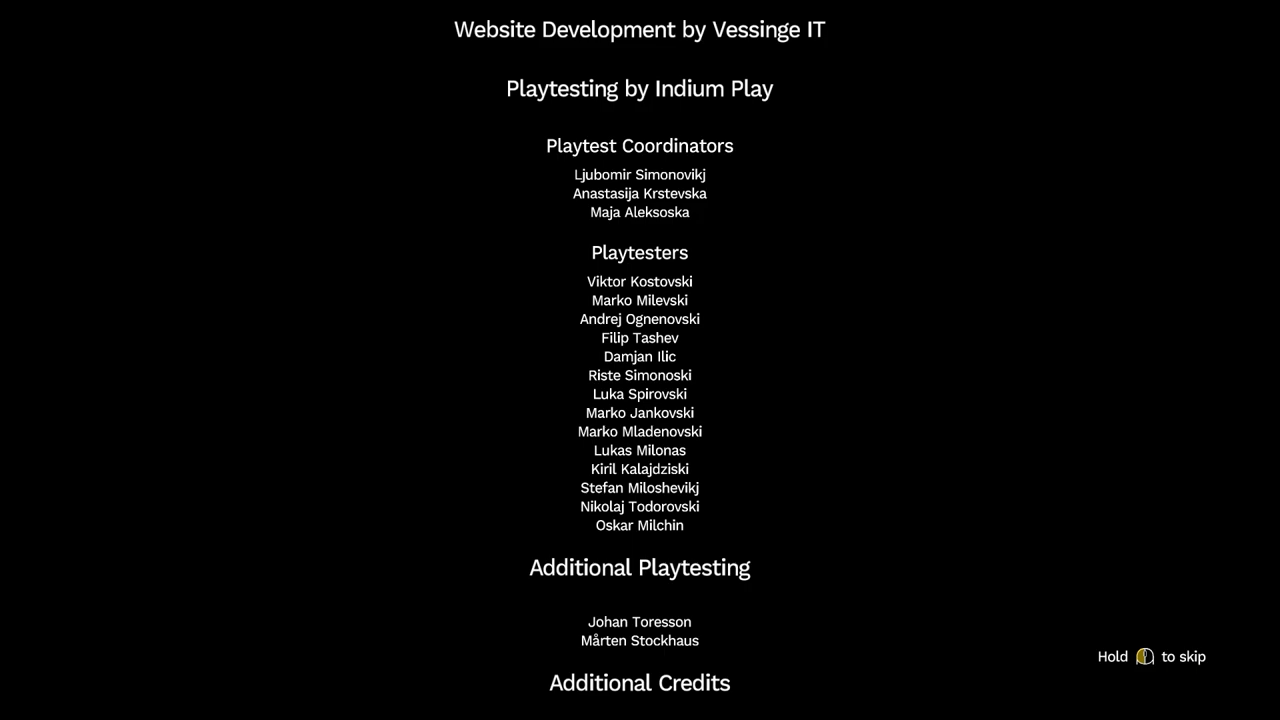 Website Development by Vessinge IT
Playtesting by Indium Play
Playtest Coordinators
Ljubomir Simonovikj
Anastasija Krstevska
Maja Aleksoska
Playtesters
Viktor Kostovski
Marko Milevski
Andrej Ognenovski
Filip Tashev
Damjan Ilic
Riste Simonoski
Luka Spirovski
Marko Jankovski
Marko Mladenovski
Lukas Milonas
Kiril Kalajdziski
Stefan Miloshevikj
Nikolaj Todorovski
Oskar Milchin
Additional Playtesting
Johan Toresson
Mårten Stockhaus
Hold to skip
Additional Credits